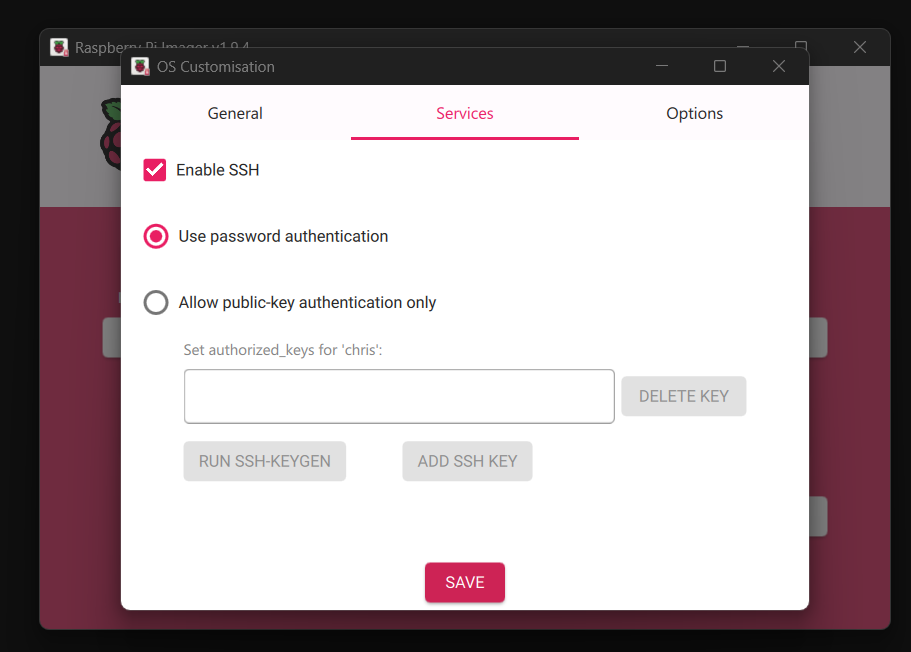 Raspberry Pi Imager v1.9.4
OS Customisation
General
Services
Options
Enable SSH
Use password authentication
Allow public-key authentication only
Set authorized_keys for 'chris':
DELETE KEY
RUN SSH-KEYGEN
ADD SSH KEY
SAVE